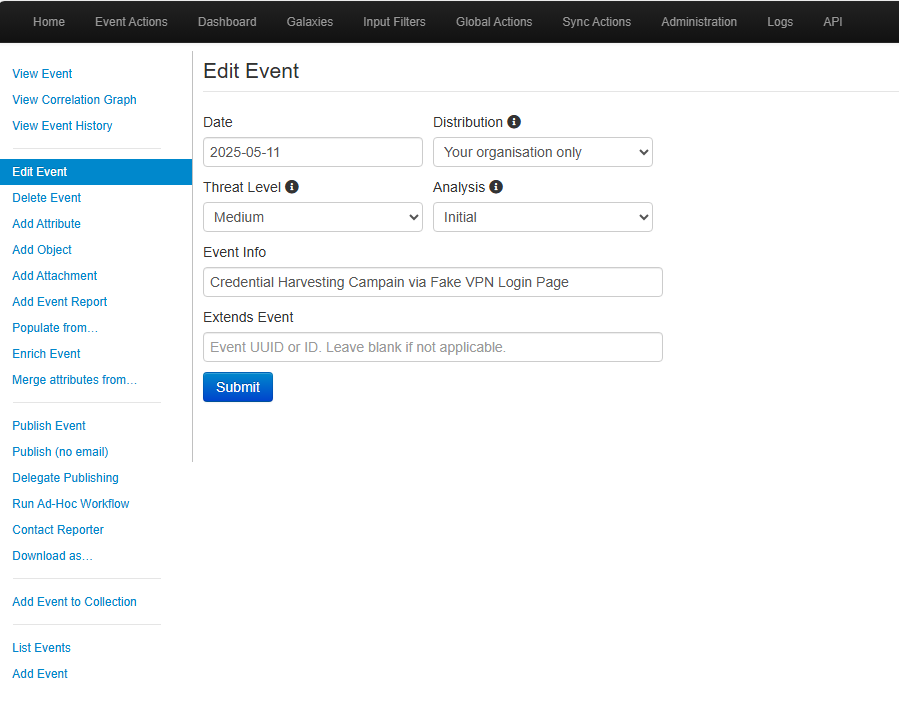 Home Event Actions Dashboard Galaxies Input Filters Global Actions Sync Actions Administration Logs API
View Event
View Correlation Graph
View Event History
Edit Event
Delete Event
Add Attribute
Add Object
Add Attachment
Add Event Report
Populate from…
Enrich Event
Merge attributes from…
Publish Event
Publish (no email)
Delegate Publishing
Run Ad-Hoc Workflow
Contact Reporter
Download as…
Add Event to Collection
List Events
Add Event
Edit Event
Date Distribution
2025-05-11 Your organisation only
Threat Level Analysis
Medium Initial
Event Info
Credential Harvesting Campain via Fake VPN Login Page
Extends Event
Event UUID or ID. Leave blank if not applicable.
Submit